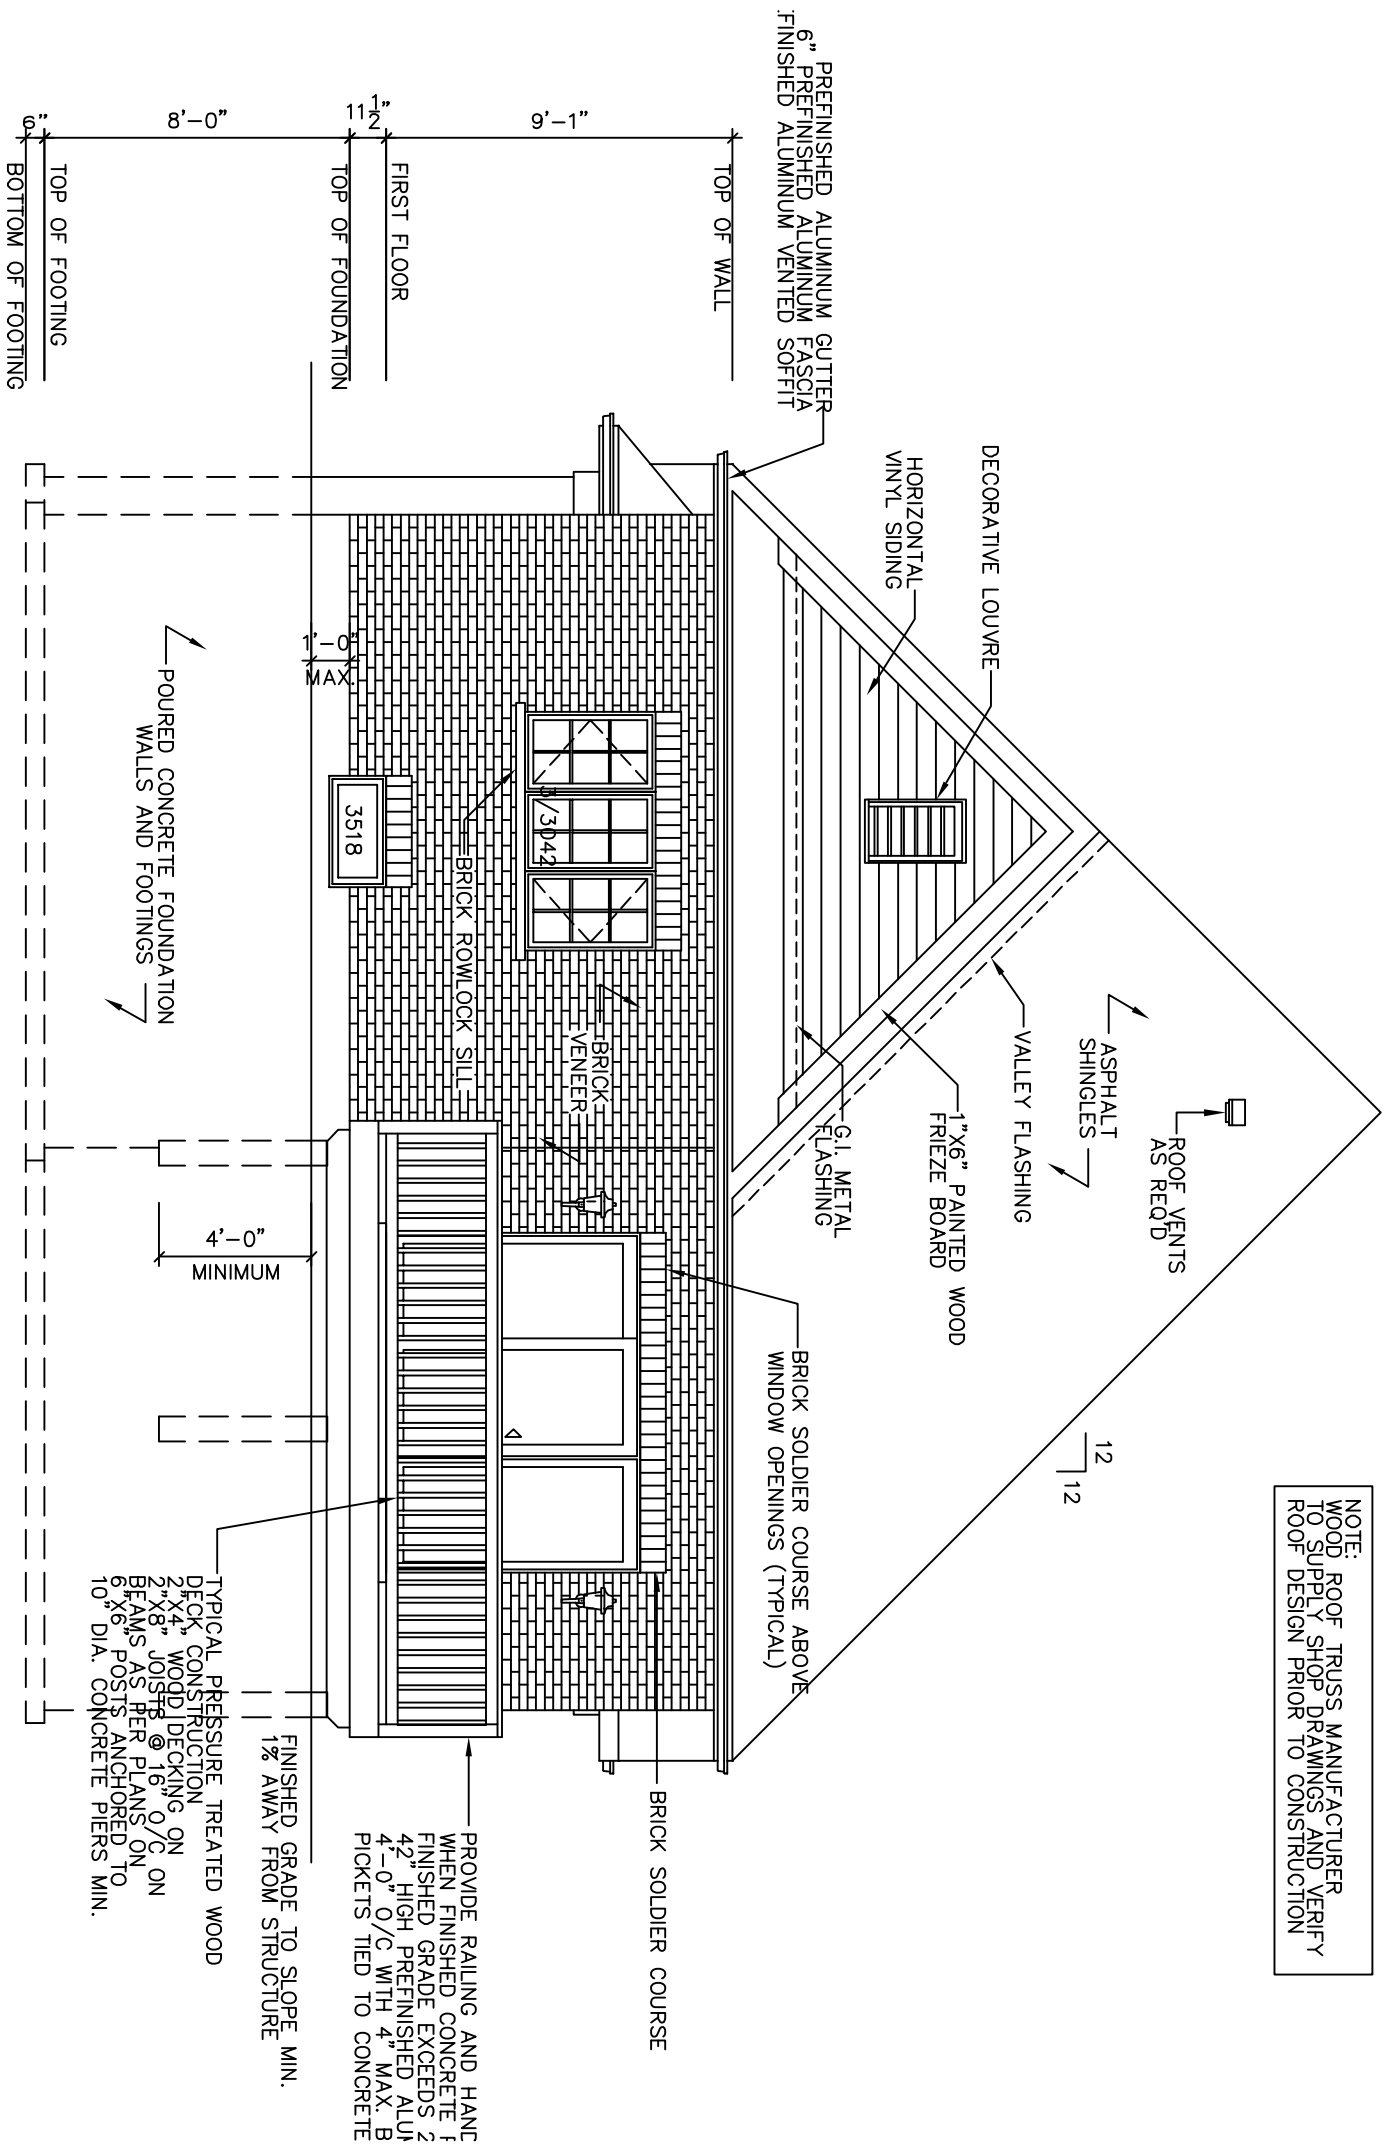 NOTE:
WOOD ROOF TRUSS MANUFACTURER
TO SUPPLY SHOP DRAWINGS AND VERIFY
ROOF DESIGN PRIOR TO CONSTRUCTION
12
12
ROOF VENTS
AS REQ'D
ASPHALT
SHINGLES
VALLEY FLASHING
1"X6" PAINTED WOOD
FRIEZE BOARD
G.I. METAL
FLASHING
DECORATIVE LOUVRE
HORIZONTAL
VINYL SIDING
PREFINISHED ALUMINUM GUTTER
6" PREFINISHED ALUMINUM FASCIA
FINISHED ALUMINUM VENTED SOFFIT
BRICK SOLDIER COURSE ABOVE
WINDOW OPENINGS (TYPICAL)
TOP OF WALL
9'-1"
FIRST FLOOR
11 1/2"
TOP OF FOUNDATION
8'-0"
TOP OF FOOTING
6"
BOTTOM OF FOOTING
3/3042
BRICK
VENEER
BRICK ROWLOCK SILL
3518
1'-0"
MAX.
POURED CONCRETE FOUNDATION
WALLS AND FOOTINGS
4'-0"
MINIMUM
BRICK SOLDIER COURSE
PROVIDE RAILING AND HAND
WHEN FINISHED CONCRETE
FINISHED GRADE EXCEEDS 2
42" HIGH PREFINISHED
4'-0" O/C WITH 4" MAX.
PICKETS TIED TO CONCRETE
FINISHED GRADE TO SLOPE MIN.
1% AWAY FROM STRUCTURE
TYPICAL PRESSURE TREATED WOOD
DECK CONSTRUCTION
2"X4" WOOD DECKING ON
2"X8" JOISTS @ 16" O/C ON
BEAMS AS PER PLANS ON
6"X6" POSTS ANCHORED TO
10" DIA. CONCRETE PIERS MIN.